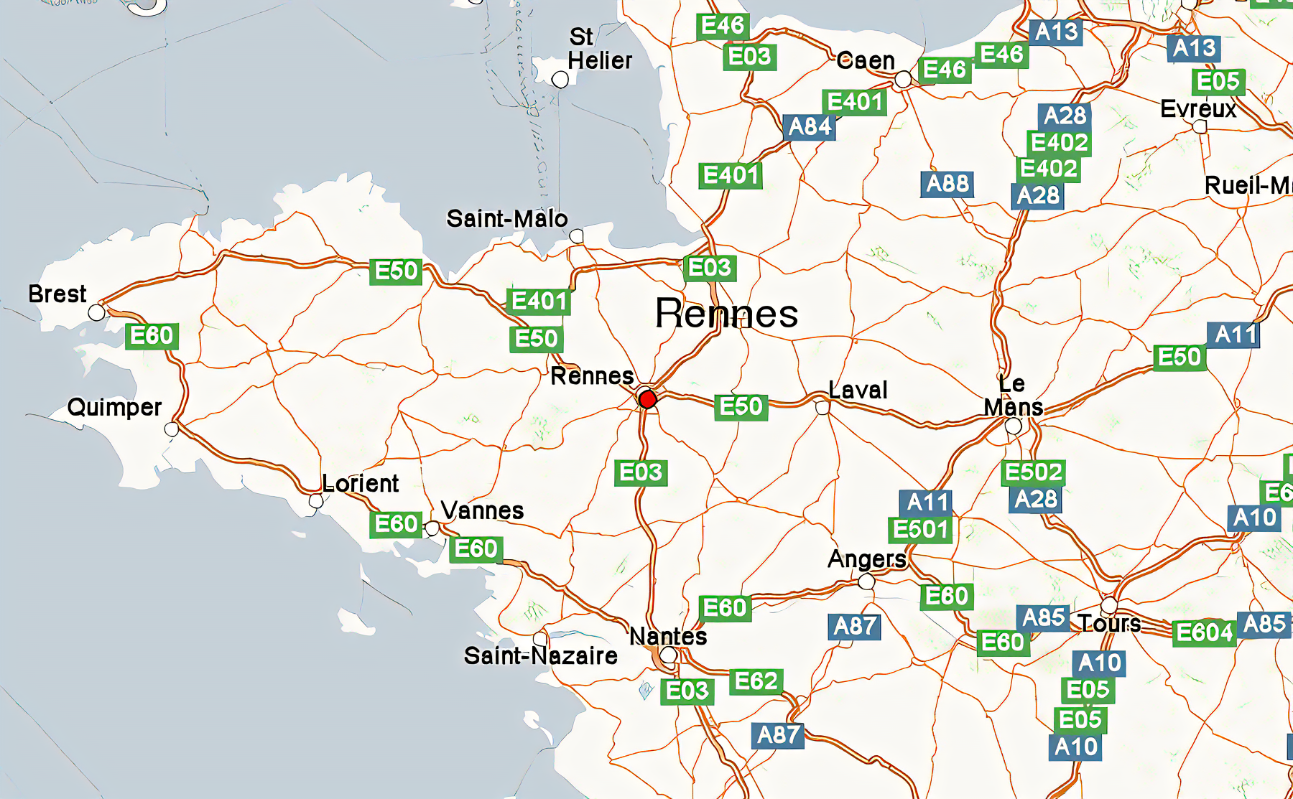 E46
St
Helier
A13
A13
E03
Caen
E46
E46
E05
E401
Evreux
A28
A84
E402
E401
E402
A88
Rueil-M
A28
Saint-Malo
E03
E50
Brest
E401
Rennes
E60
E50
A11
E50
Rennes
Le
Mans
Laval
Quimper
E50
E03
E502
Lorient
E6
A11
A28
Vannes
A10
E60
E501
E60
Angers
E60
E60
A85
Tours
E604
A85
A87
Nantes
E60
Saint-Nazaire
A10
E62
E03
E05
E05
A87
A10